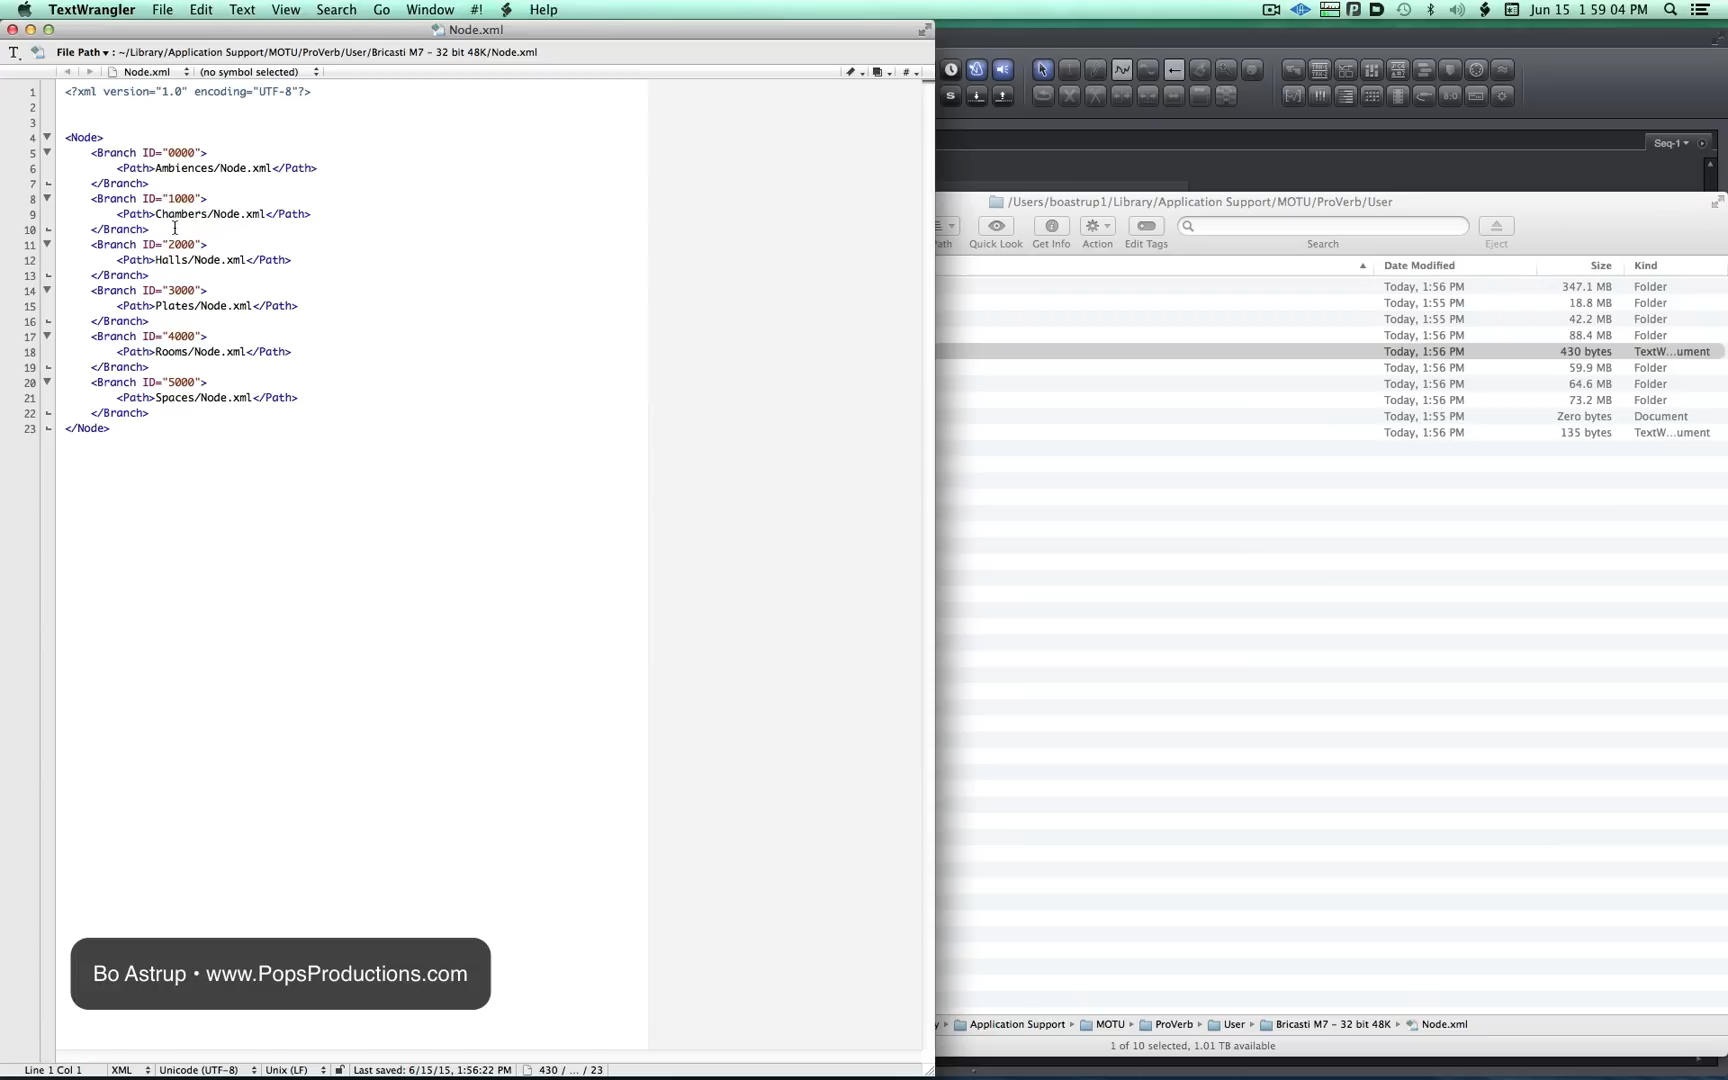 TextWrangler File Edit Text View Search Go Window #! Help
Jun 15 1:59:04 PM
Node.xml
File Path ▾ : ~/Library/Application Support/MOTU/ProVerb/User/Bricasti M7 - 32 bit 48K/Node.xml
Node.xml (no symbol selected)
1 <?xml version="1.0" encoding="UTF-8"?>
2
3
4 <Node>
5 <Branch ID="0000">
6 <Path>Ambiences/Node.xml</Path>
7 </Branch>
8 <Branch ID="1000">
9 <Path>Chambers/Node.xml</Path>
10 </Branch>
11 <Branch ID="2000">
12 <Path>Halls/Node.xml</Path>
13 </Branch>
14 <Branch ID="3000">
15 <Path>Plates/Node.xml</Path>
16 </Branch>
17 <Branch ID="4000">
18 <Path>Rooms/Node.xml</Path>
19 </Branch>
20 <Branch ID="5000">
21 <Path>Spaces/Node.xml</Path>
22 </Branch>
23 </Node>
Bo Astrup • www.PopsProductions.com
Line 1 Col 1 XML Unicode (UTF-8) Unix (LF) Last saved: 6/15/15, 1:56:22 PM 430 / ... / 23
Seq-1
/Users/boastrup1/Library/Application Support/MOTU/ProVerb/User
Quick Look Get Info Action Edit Tags Search Eject
Date Modified Size Kind
Today, 1:56 PM 347.1 MB Folder
Today, 1:55 PM 18.8 MB Folder
Today, 1:55 PM 42.2 MB Folder
Today, 1:56 PM 88.4 MB Folder
Today, 1:56 PM 430 bytes TextW...ument
Today, 1:56 PM 59.9 MB Folder
Today, 1:56 PM 64.6 MB Folder
Today, 1:56 PM 73.2 MB Folder
Today, 1:55 PM Zero bytes Document
Today, 1:56 PM 135 bytes TextW...ument
Application Support ▸ MOTU ▸ ProVerb ▸ User ▸ Bricasti M7 - 32 bit 48K ▸ Node.xml
1 of 10 selected, 1.01 TB available